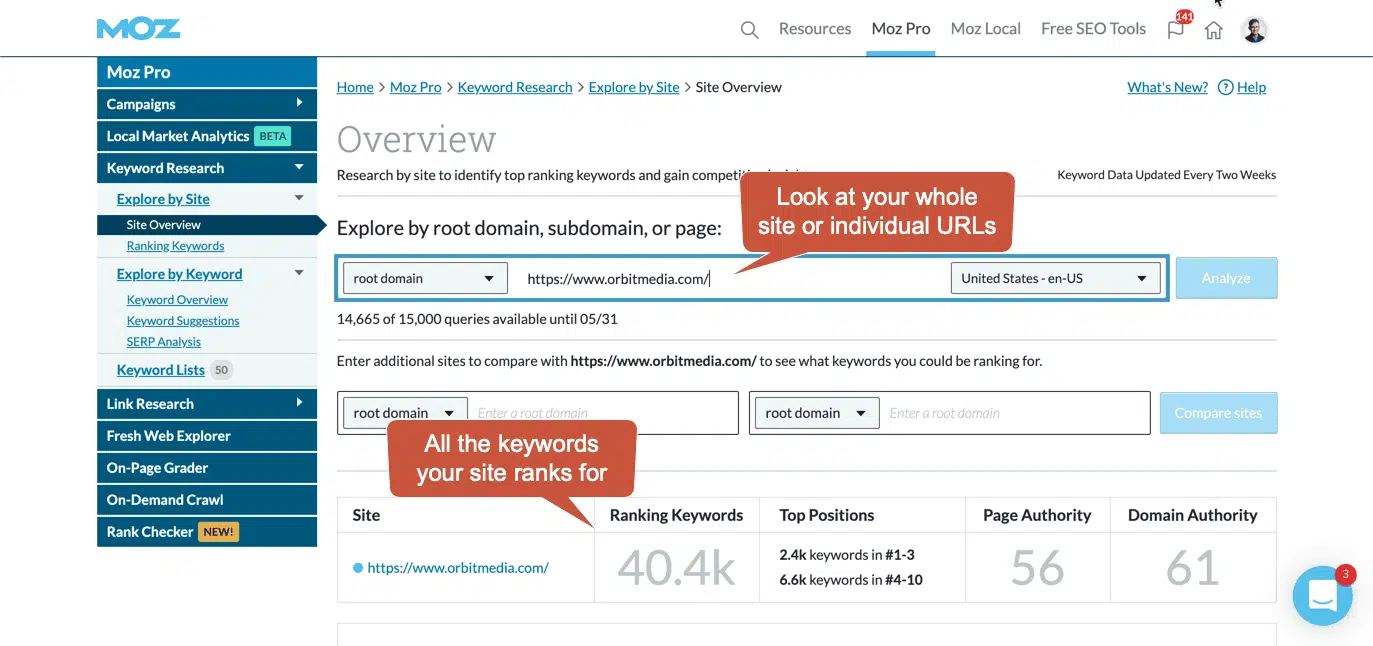 MOZ
Resources
Moz Pro
Moz Local
Free SEO Tools
141
Moz Pro
Campaigns
Local Market Analytics BETA
Keyword Research
Explore by Site
Site Overview
Ranking Keywords
Explore by Keyword
Keyword Overview
Keyword Suggestions
SERP Analysis
Keyword Lists 50
Link Research
Fresh Web Explorer
On-Page Grader
On-Demand Crawl
Rank Checker NEW!
Home > Moz Pro > Keyword Research > Explore by Site > Site Overview
What's New? ? Help
Overview
Research by site to identify top ranking keywords and gain
Keyword Data Updated Every Two Weeks
Look at your whole
site or individual URLs
Explore by root domain, subdomain, or page:
root domain
https://www.orbitmedia.com/
United States - en-US
Analyze
14,665 of 15,000 queries available until 05/31
Enter additional sites to compare with https://www.orbitmedia.com/ to see what keywords you could be ranking for.
root domain
Enter a root domain
root domain
Enter a root domain
Compare sites
All the keywords
your site ranks for
Site
Ranking Keywords
Top Positions
Page Authority
Domain Authority
https://www.orbitmedia.com/
40.4k
2.4k keywords in #1-3
6.6k keywords in #4-10
56
61
3